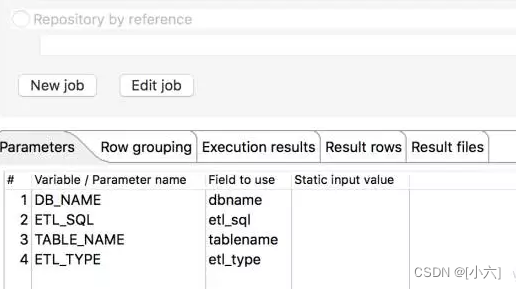 Repository by reference
New job Edit job
Parameters Row grouping Execution results Result rows Result files
# Variable / Parameter name Field to use Static input value
1 DB_NAME dbname
2 ETL_SQL etl_sql
3 TABLE_NAME tablename
4 ETL_TYPE etl_type
CSDN @[小六]